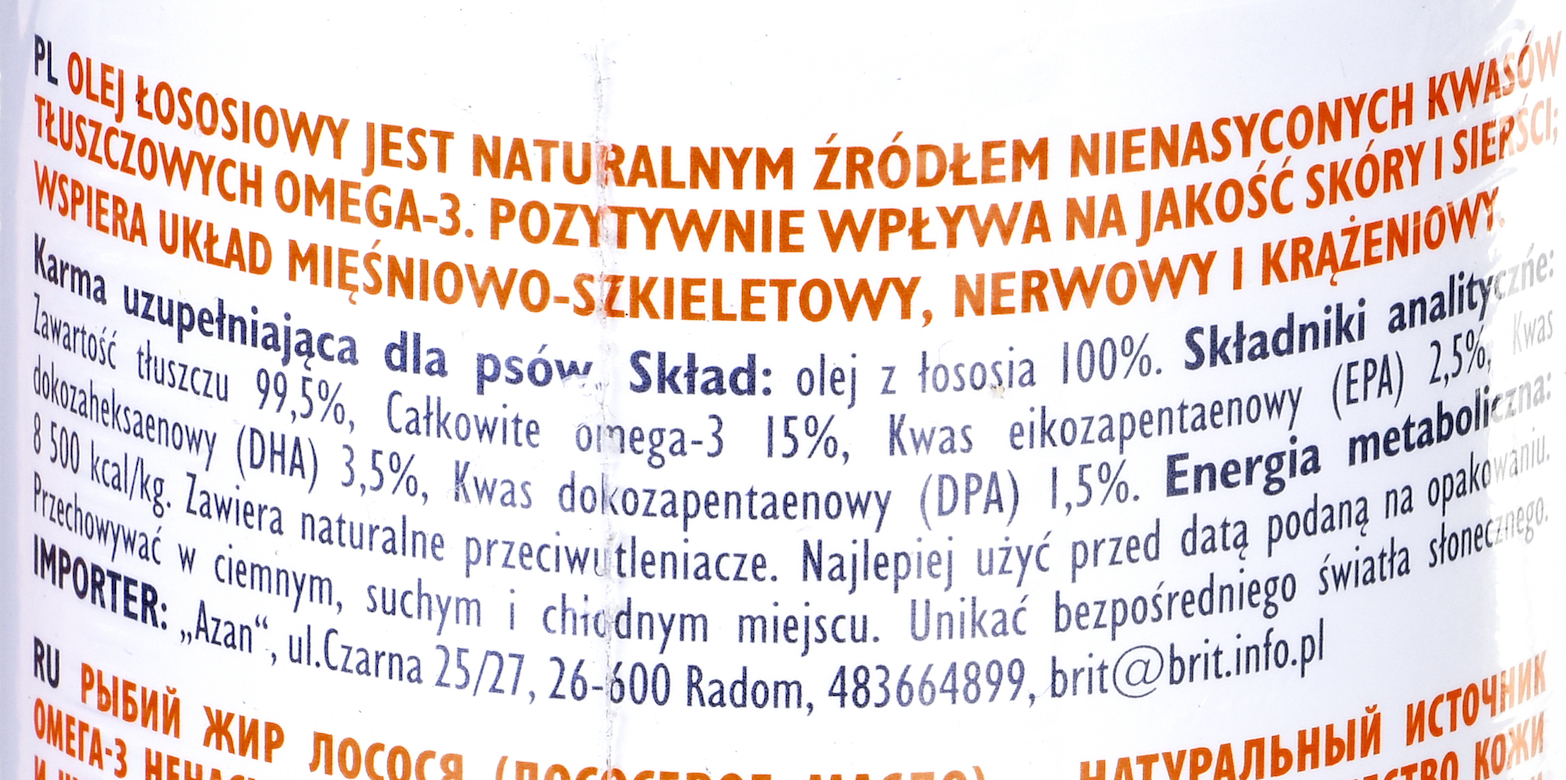 PL OLEJ ŁOSOSIOWY JEST NATURALNYM ŹRÓDŁEM NIENASYCONYCH KWASÓW
TŁUSZCZOWYCH OMEGA-3. POZYTYWNIE WPŁYWA NA JAKOŚĆ SKÓRY I SIERŚCI;
WSPIERA UKŁAD MIĘŚNIOWO-SZKIELETOWY, NERWOWY I KRĄŻENIOWY.
Karma uzupełniająca dla psów. Skład: olej z łososia 100%. Składniki analityczńe:
Zawartość tłuszczu 99,5%, Całkowite omega-3 15%, Kwas eikozapentaenowy (EPA) 2,5%, Kwas
dokozaheksaenowy (DHA) 3,5%, Kwas dokozapentaenowy (DPA) 1,5%. Energia metaboliczna:
8 500 kcal/kg. Zawiera naturalne przeciwutleniacze. Najlepiej użyć przed datą podaną na opakowaniu.
Przechowywać w ciemnym, suchym i chłodnym miejscu. Unikać bezpośredniego światła słonecznego.
IMPORTER: „Azan“, ul.Czarna 25/27, 26-600 Radom, 483664899, brit@brit.info.pl
RU РЫБИЙ ЖИР ЛОСОСЯ (ЛОСОСЕВОЕ МАСЛО) НАТУРАЛЬНЫЙ ИСТОЧНИК
ОМЕГА-3 КОЖИ